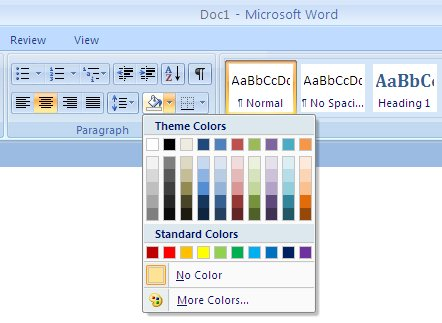 Doc1 - Microsoft Word
Review View
AaBbCcDc AaBbCcDc AaBbCc
¶ Normal ¶ No Spaci... Heading 1
Paragraph
Theme Colors
Standard Colors
No Color
More Colors...